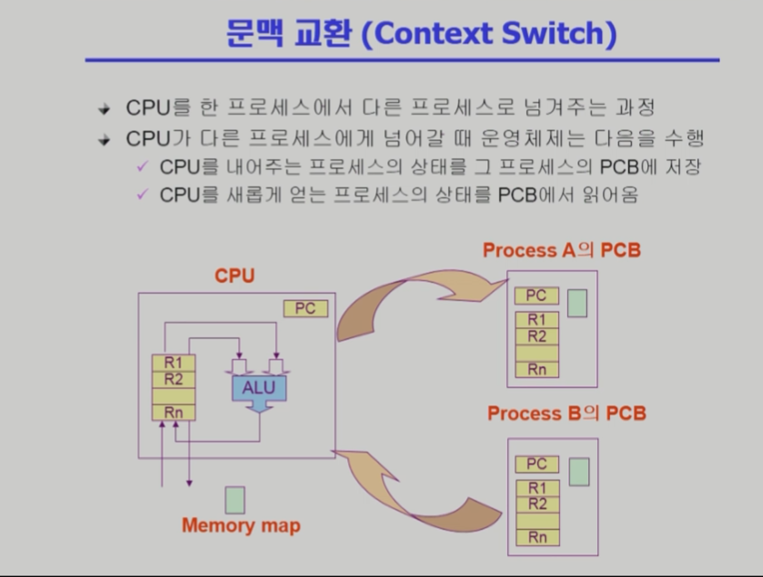 문맥 교환 (Context Switch)
CPU를 한 프로세스에서 다른 프로세스로 넘겨주는 과정
CPU가 다른 프로세스에게 넘어갈 때 운영체제는 다음을 수행
CPU를 내어주는 프로세스의 상태를 그 프로세스의 PCB에 저장
CPU를 새롭게 얻는 프로세스의 상태를 PCB에서 읽어옴
CPU
PC
R1
R2
Rn
ALU
Memory map
Process A의 PCB
PC
R1
R2
Rn
Process B의 PCB
PC
R1
R2
Rn